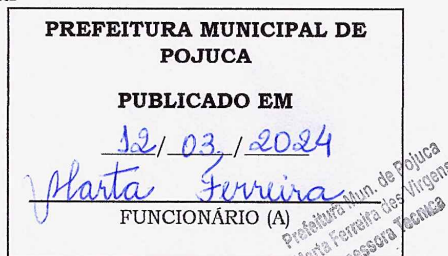 PREFEITURA MUNICIPAL DE
POJUCA
PUBLICADO EM
12/ 03 / 2024
Marta Ferreira
FUNCIONÁRIO (A)
Prefeitura Mun. de Pojuca
Marta Ferreira das Virgens
Assessora Técnica